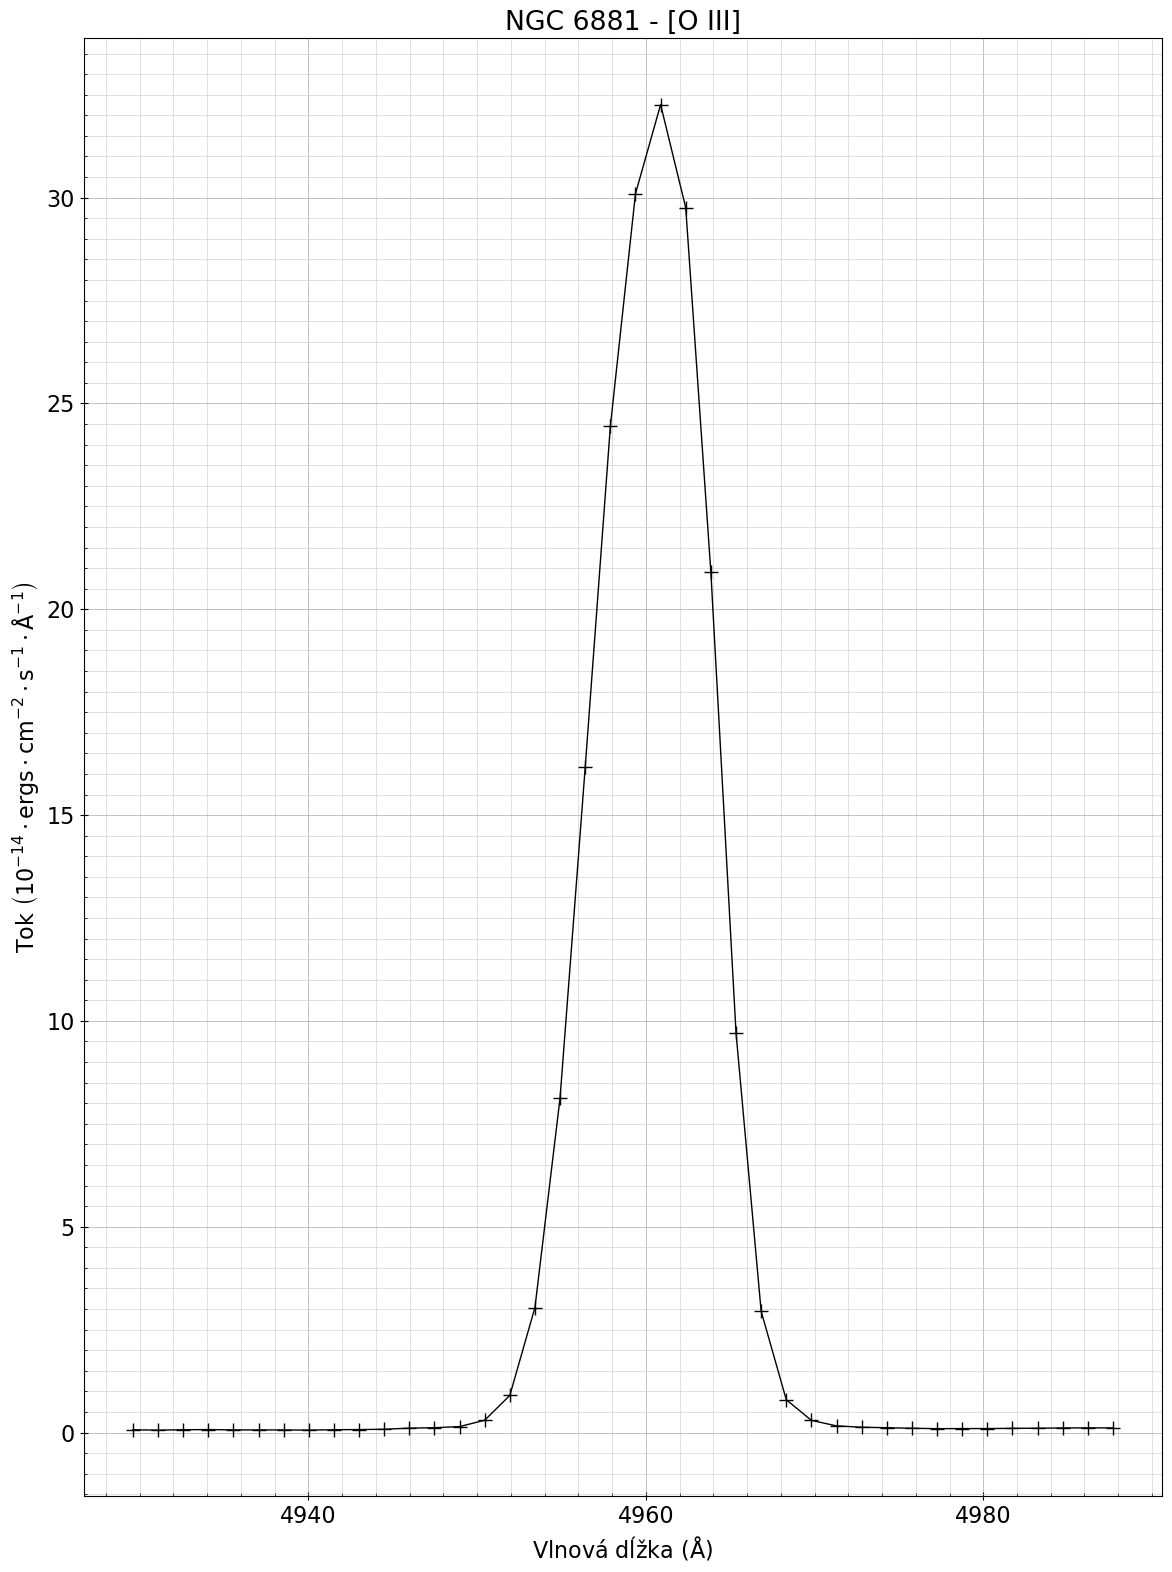 NGC 6881 - [O III]
30
25
20
15
10
5
0
Tok (10⁻¹⁴ · ergs · cm⁻² · s⁻¹ · Å⁻¹)
4940 4960 4980
Vlnová dĺžka (Å)